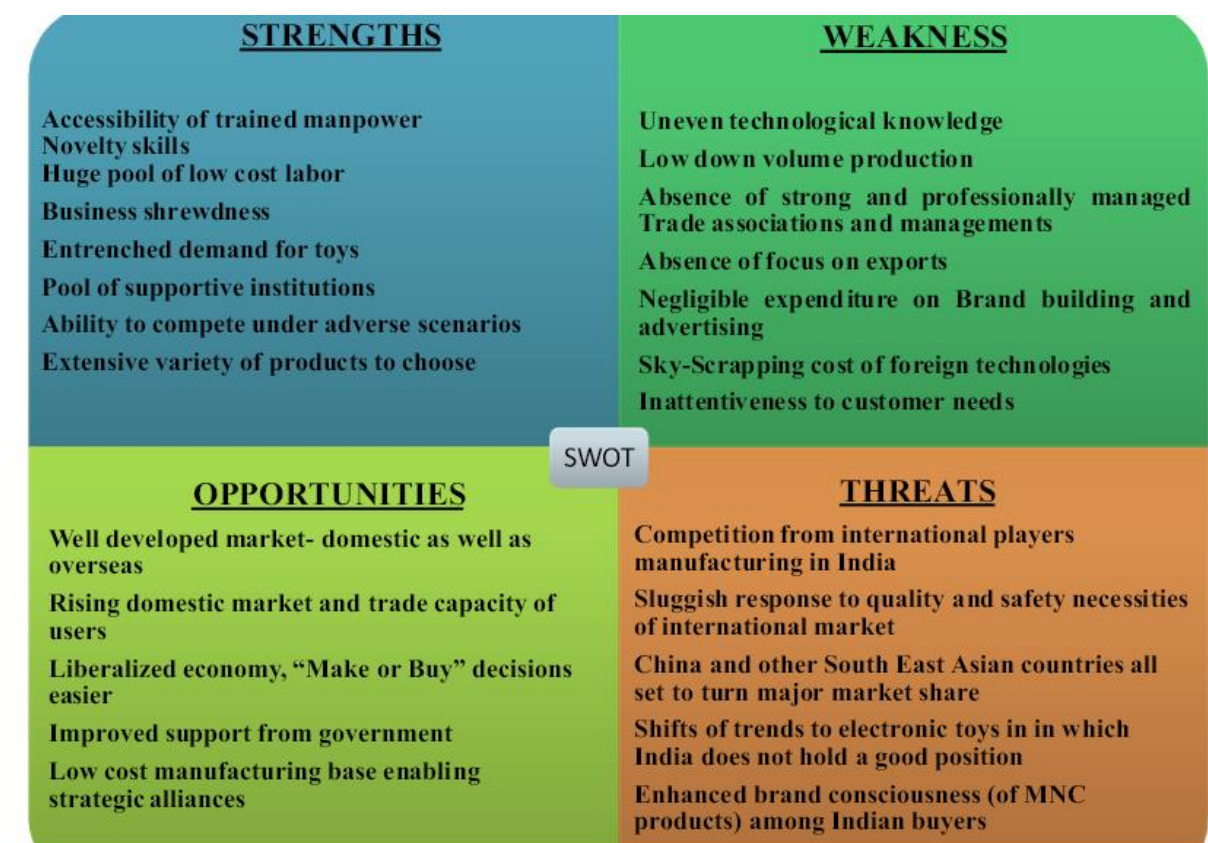 STRENGTHS
Accessibility of trained manpower
Novelty skills
Huge pool of low cost labor
Business shrewdness
Entrenched demand for toys
Pool of supportive institutions
Ability to compete under adverse scenarios
Extensive variety of products to choose
WEAKNESS
Uneven technological knowledge
Low down volume production
Absence of strong and professionally managed
Trade associations and managements
Absence of focus on exports
Negligible expenditure on Brand building and
advertising
Sky-Scrapping cost of foreign technologies
Inattentiveness to customer needs
SWOT
OPPORTUNITIES
Well developed market- domestic as well as
overseas
Rising domestic market and trade capacity of
users
Liberalized economy, “Make or Buy” decisions
easier
Improved support from government
Low cost manufacturing base enabling
strategic alliances
THREATS
Competition from international players
manufacturing in India
Sluggish response to quality and safety necessities
of international market
China and other South East Asian countries all
set to turn major market share
Shifts of trends to electronic toys in in which
India does not hold a good position
Enhanced brand consciousness (of MNC
products) among Indian buyers